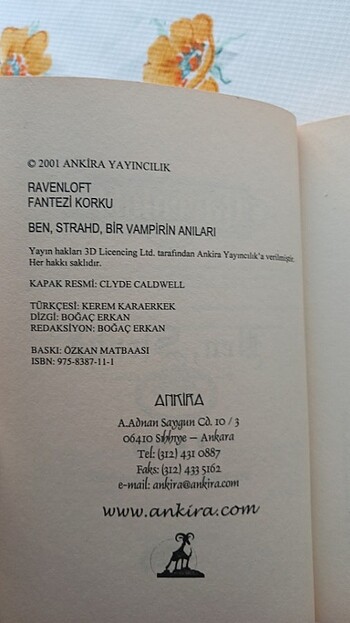 © 2001 ANKİRA YAYINCILIK
RAVENLOFT
FANTEZİ KORKU
BEN, STRAHD, BİR VAMPİRİN ANILARI
Yayın hakları 3D Licencing Ltd. tarafından Ankira Yayıncılık'a verilmiştir.
Her hakkı saklıdır.
KAPAK RESMİ: CLYDE CALDWELL
TÜRKÇESİ: KEREM KARAERKEK
DİZGİ: BOĞAÇ ERKAN
REDAKSİYON: BOĞAÇ ERKAN
BASKI: ÖZKAN MATBAASI
ISBN: 975-8387-11-1
ANKİRA
A.Adnan Saygun Cd. 10 / 3
06410 Sıhhıye – Ankara
Tel: (312) 431 0887
Faks: (312) 433 5162
e-mail: ankira@ankira.com
www.ankira.com